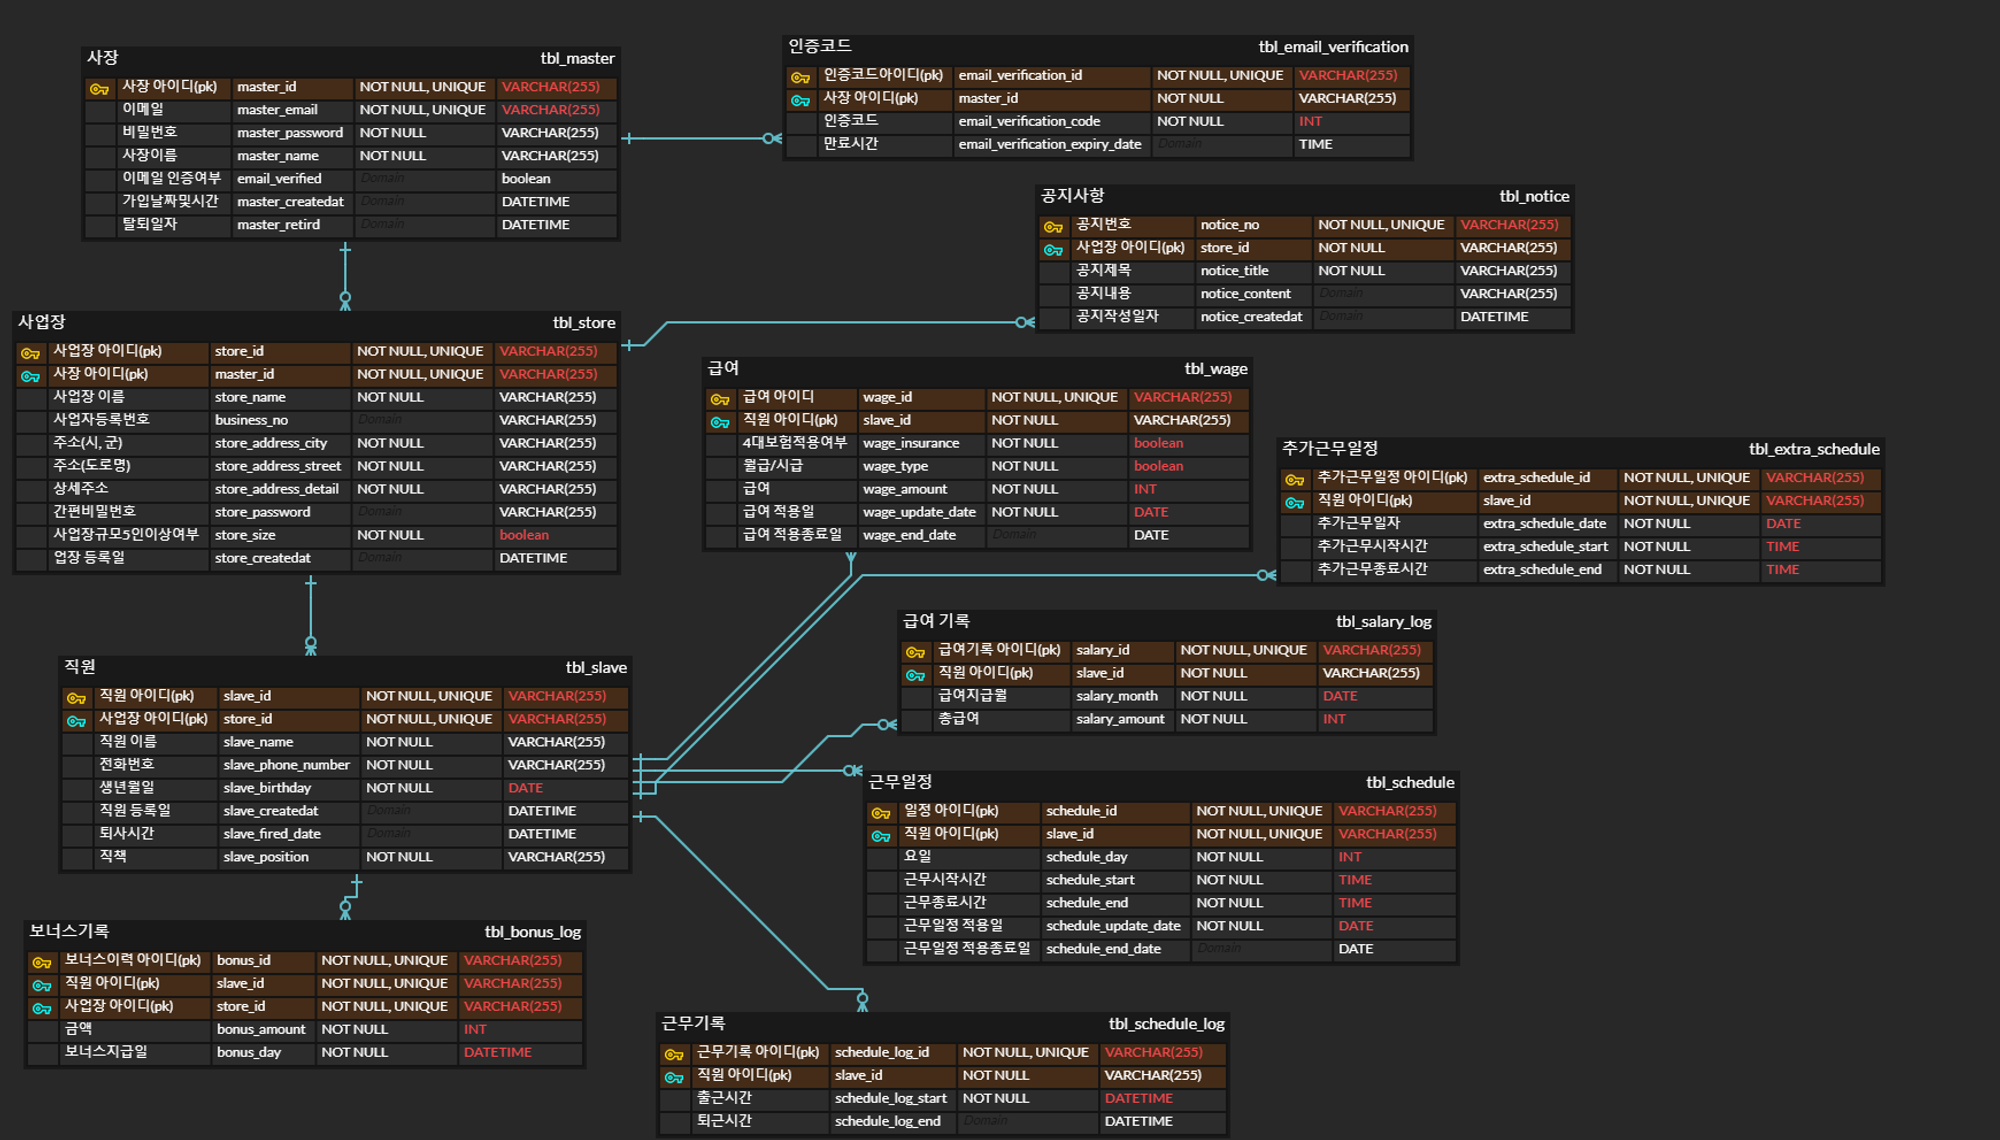 사장 tbl_master
사장 아이디(pk) master_id NOT NULL, UNIQUE VARCHAR(255)
이메일 master_email NOT NULL, UNIQUE VARCHAR(255)
비밀번호 master_password NOT NULL VARCHAR(255)
사장이름 master_name NOT NULL VARCHAR(255)
이메일 인증여부 email_verified Domain boolean
가입날짜및시간 master_createdat Domain DATETIME
탈퇴일자 master_retird Domain DATETIME
인증코드 tbl_email_verification
인증코드아이디(pk) email_verification_id NOT NULL, UNIQUE VARCHAR(255)
사장 아이디(pk) master_id NOT NULL VARCHAR(255)
인증코드 email_verification_code NOT NULL INT
만료시간 email_verification_expiry_date Domain TIME
공지사항 tbl_notice
공지번호 notice_no NOT NULL, UNIQUE VARCHAR(255)
사업장 아이디(pk) store_id NOT NULL VARCHAR(255)
공지제목 notice_title NOT NULL VARCHAR(255)
공지내용 notice_content Domain VARCHAR(255)
공지작성일자 notice_createdat Domain DATETIME
사업장 tbl_store
사업장 아이디(pk) store_id NOT NULL, UNIQUE VARCHAR(255)
사장 아이디(pk) master_id NOT NULL, UNIQUE VARCHAR(255)
사업장 이름 store_name NOT NULL VARCHAR(255)
사업자등록번호 business_no Domain VARCHAR(255)
주소(시, 군) store_address_city NOT NULL VARCHAR(255)
주소(도로명) store_address_street NOT NULL VARCHAR(255)
상세주소 store_address_detail NOT NULL VARCHAR(255)
간편비밀번호 store_password Domain VARCHAR(255)
사업장규모5인이상여부 store_size NOT NULL boolean
업장 등록일 store_createdat Domain DATETIME
급여 tbl_wage
급여 아이디 wage_id NOT NULL, UNIQUE VARCHAR(255)
직원 아이디(pk) slave_id NOT NULL VARCHAR(255)
4대보험적용여부 wage_insurance NOT NULL boolean
월급/시급 wage_type NOT NULL boolean
급여 wage_amount NOT NULL INT
급여 적용일 wage_update_date NOT NULL DATE
급여 적용종료일 wage_end_date Domain DATE
추가근무일정 tbl_extra_schedule
추가근무일정 아이디(pk) extra_schedule_id NOT NULL, UNIQUE VARCHAR(255)
직원 아이디(pk) slave_id NOT NULL, UNIQUE VARCHAR(255)
추가근무일자 extra_schedule_date NOT NULL DATE
추가근무시작시간 extra_schedule_start NOT NULL TIME
추가근무종료시간 extra_schedule_end NOT NULL TIME
급여 기록 tbl_salary_log
급여기록 아이디(pk) salary_id NOT NULL, UNIQUE VARCHAR(255)
직원 아이디(pk) slave_id NOT NULL VARCHAR(255)
급여지급월 salary_month NOT NULL DATE
총급여 salary_amount NOT NULL INT
직원 tbl_slave
직원 아이디(pk) slave_id NOT NULL, UNIQUE VARCHAR(255)
사업장 아이디(pk) store_id NOT NULL, UNIQUE VARCHAR(255)
직원 이름 slave_name NOT NULL VARCHAR(255)
전화번호 slave_phone_number NOT NULL VARCHAR(255)
생년월일 slave_birthday NOT NULL DATE
직원 등록일 slave_createdat Domain DATETIME
퇴사시간 slave_fired_date Domain DATETIME
직책 slave_position NOT NULL VARCHAR(255)
근무일정 tbl_schedule
일정 아이디(pk) schedule_id NOT NULL, UNIQUE VARCHAR(255)
직원 아이디(pk) slave_id NOT NULL, UNIQUE VARCHAR(255)
요일 schedule_day NOT NULL INT
근무시작시간 schedule_start NOT NULL TIME
근무종료시간 schedule_end NOT NULL TIME
근무일정 적용일 schedule_update_date NOT NULL DATE
근무일정 적용종료일 schedule_end_date Domain DATE
보너스기록 tbl_bonus_log
보너스이력 아이디(pk) bonus_id NOT NULL, UNIQUE VARCHAR(255)
직원 아이디(pk) slave_id NOT NULL, UNIQUE VARCHAR(255)
사업장 아이디(pk) store_id NOT NULL, UNIQUE VARCHAR(255)
금액 bonus_amount NOT NULL INT
보너스지급일 bonus_day NOT NULL DATETIME
근무기록 tbl_schedule_log
근무기록 아이디(pk) schedule_log_id NOT NULL, UNIQUE VARCHAR(255)
직원 아이디(pk) slave_id NOT NULL VARCHAR(255)
출근시간 schedule_log_start NOT NULL DATETIME
퇴근시간 schedule_log_end Domain DATETIME